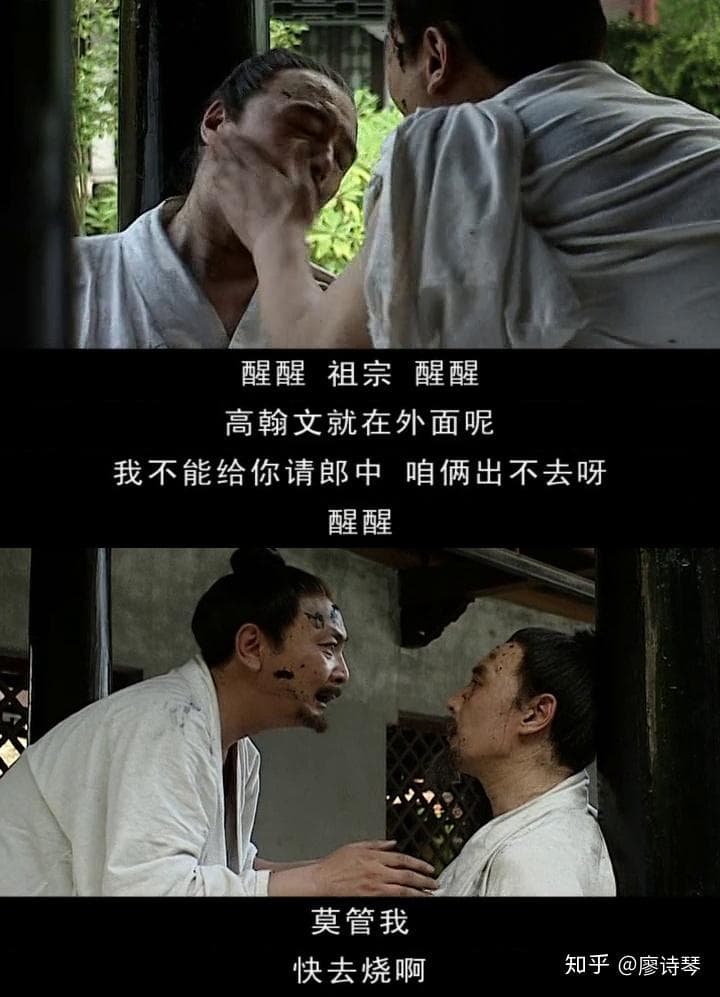 醒醒 祖宗 醒醒
高翰文就在外面呢
我不能给你请郎中 咱俩出不去呀
醒醒
莫管我
快去烧啊
知乎 @廖诗琴